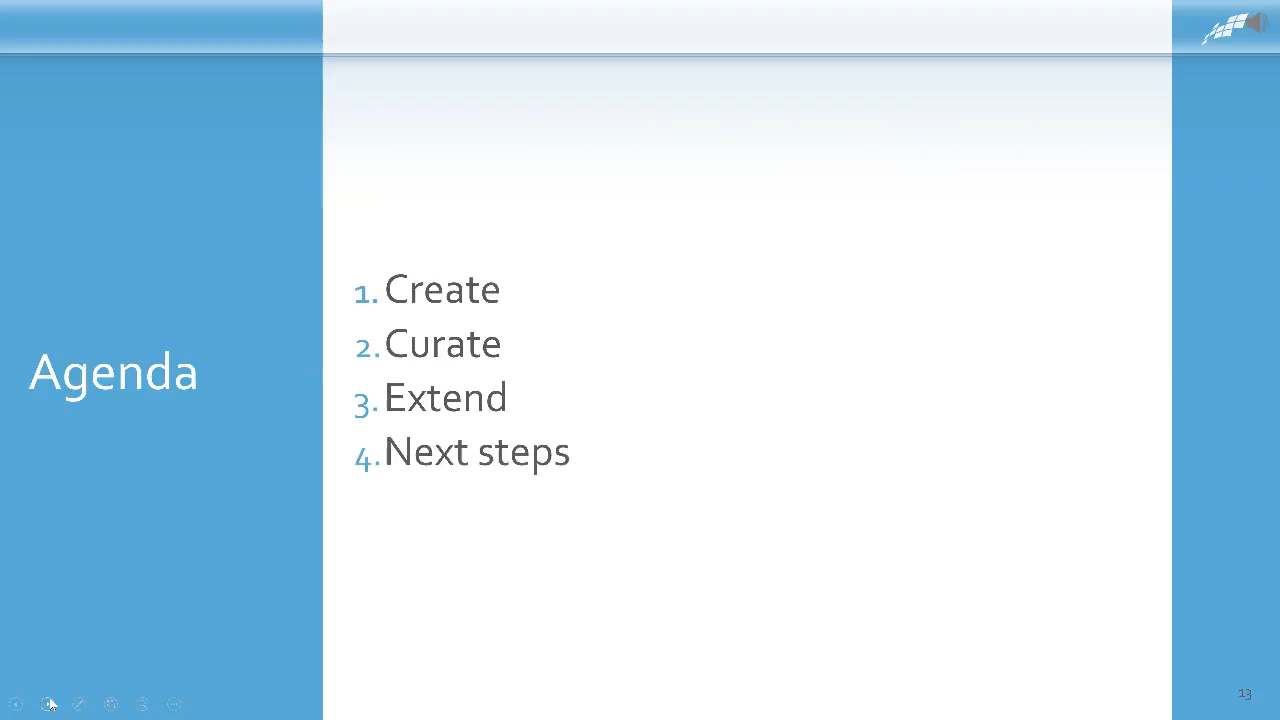 Agenda
1. Create
2. Curate
3. Extend
4. Next steps
13